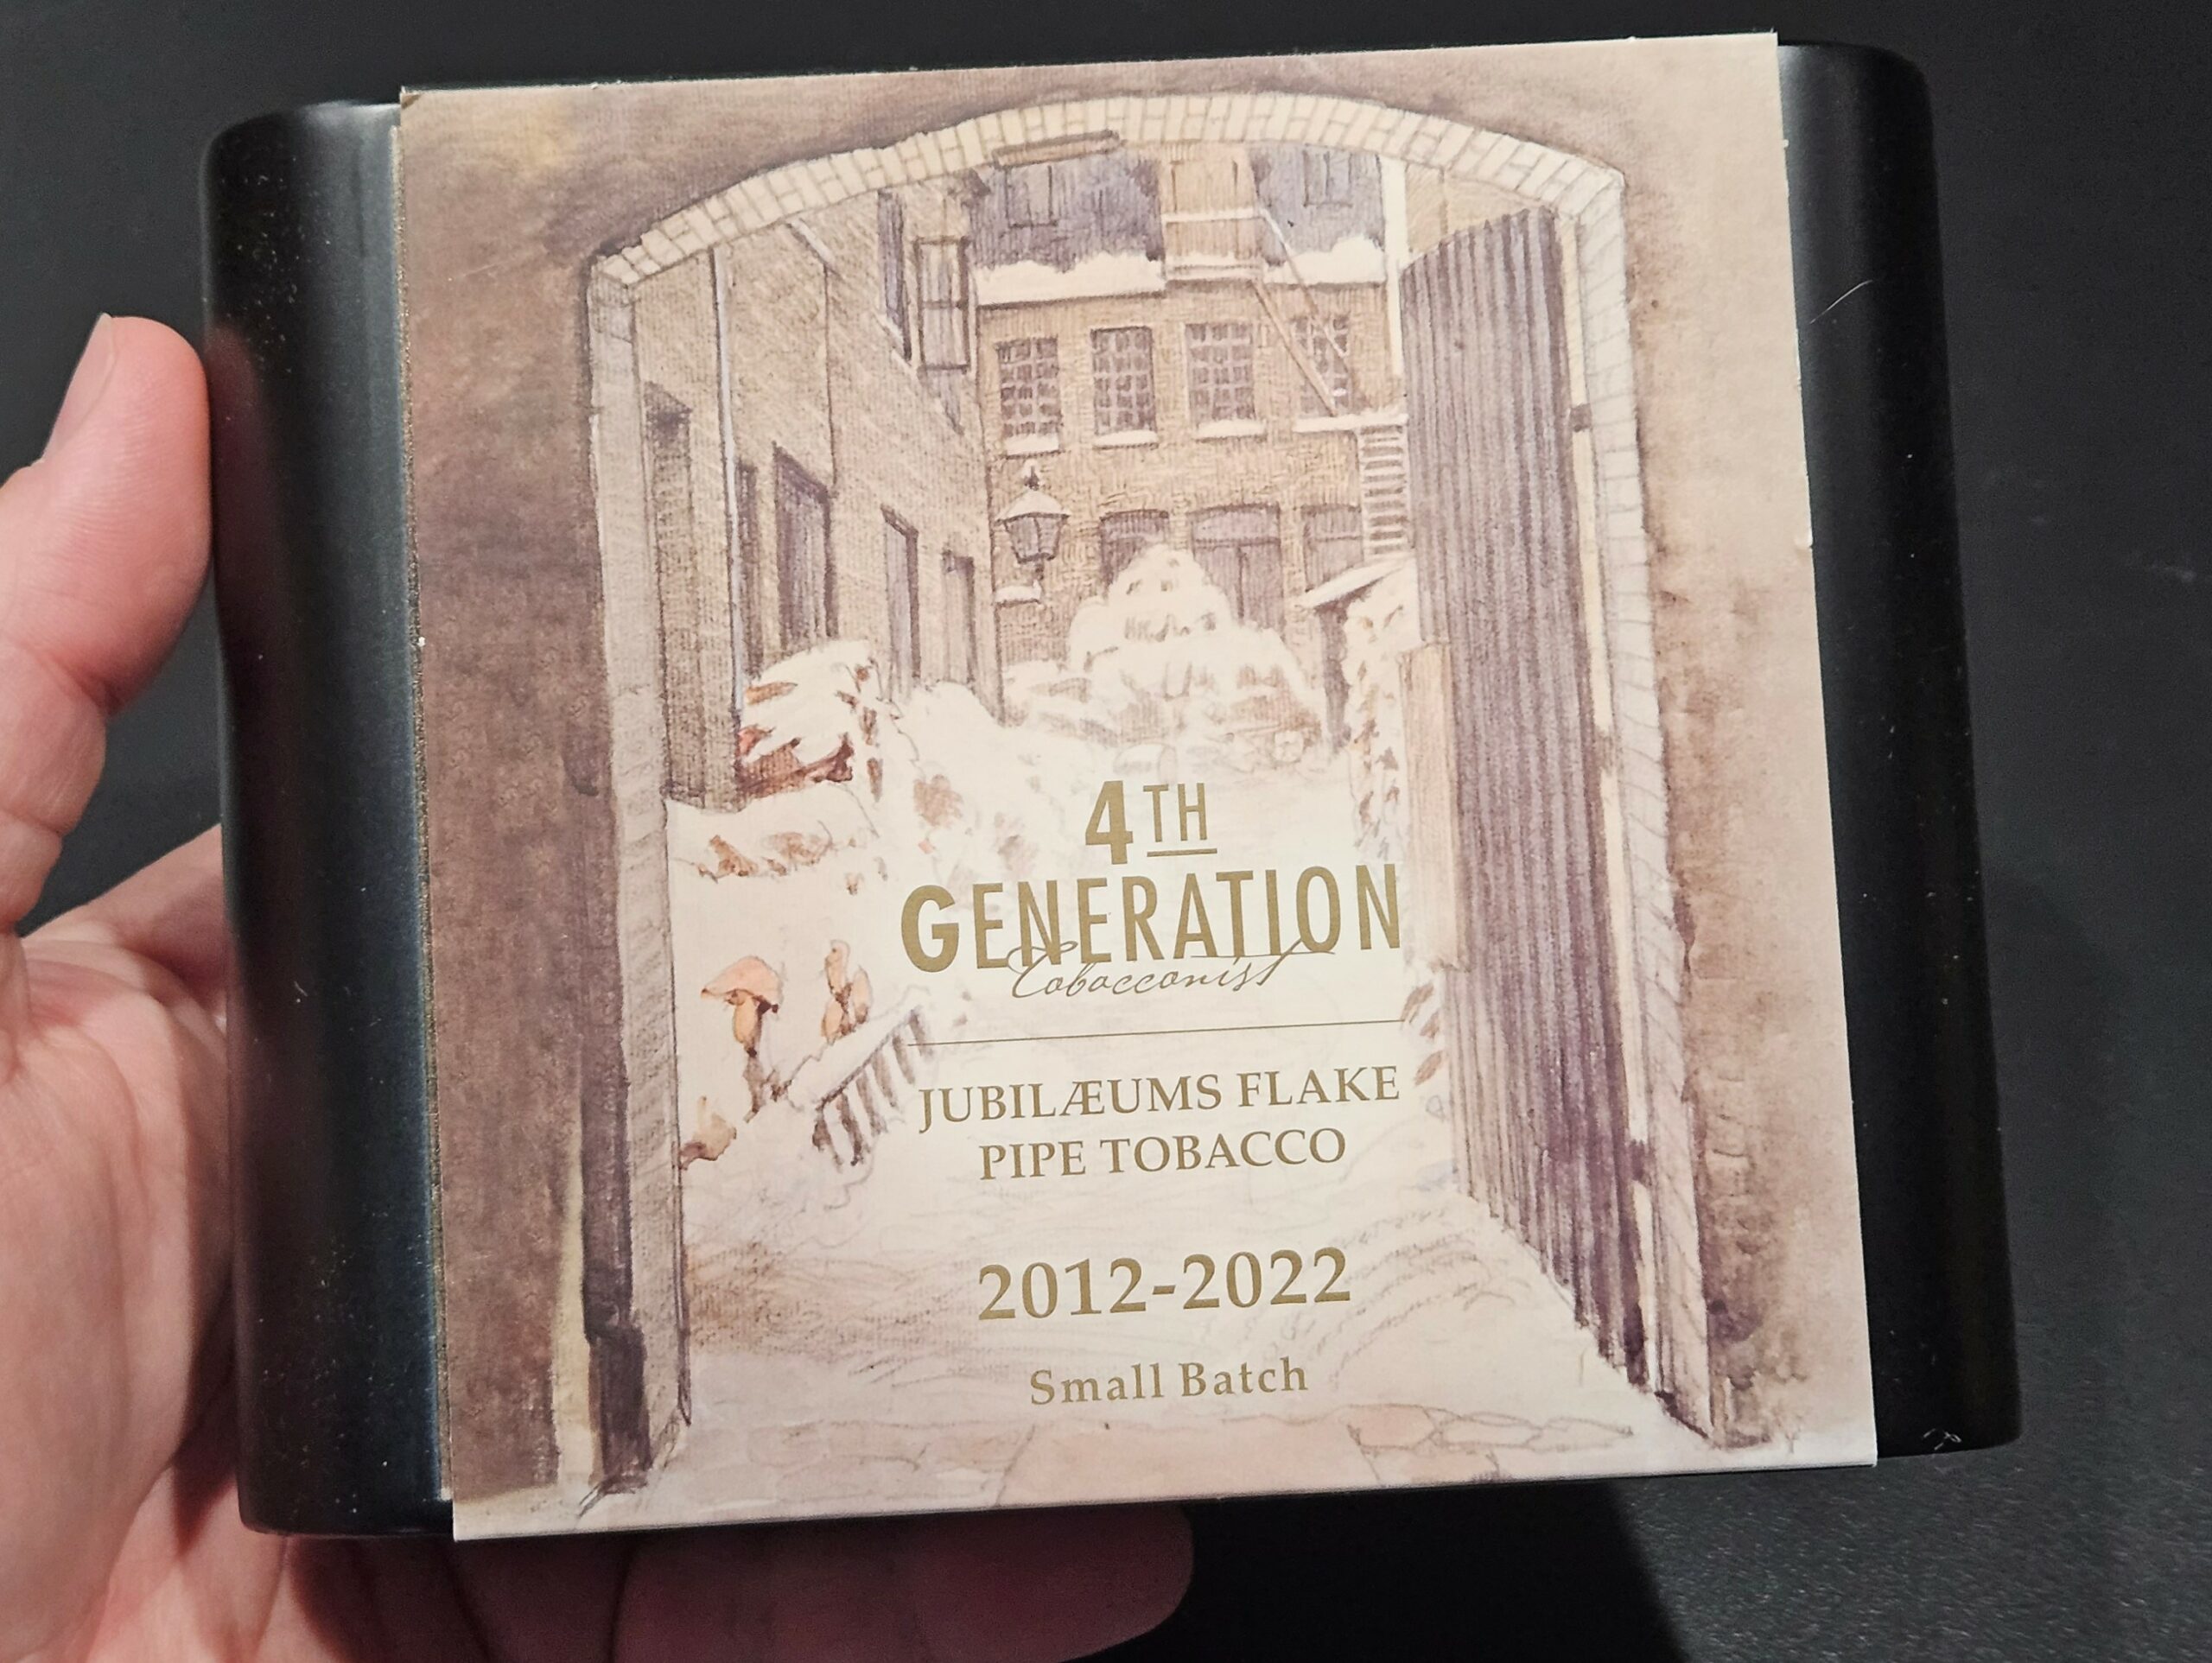 4TH
GENERATION
Tobacconist
JUBILÆUMS FLAKE
PIPE TOBACCO
2012-2022
Small Batch